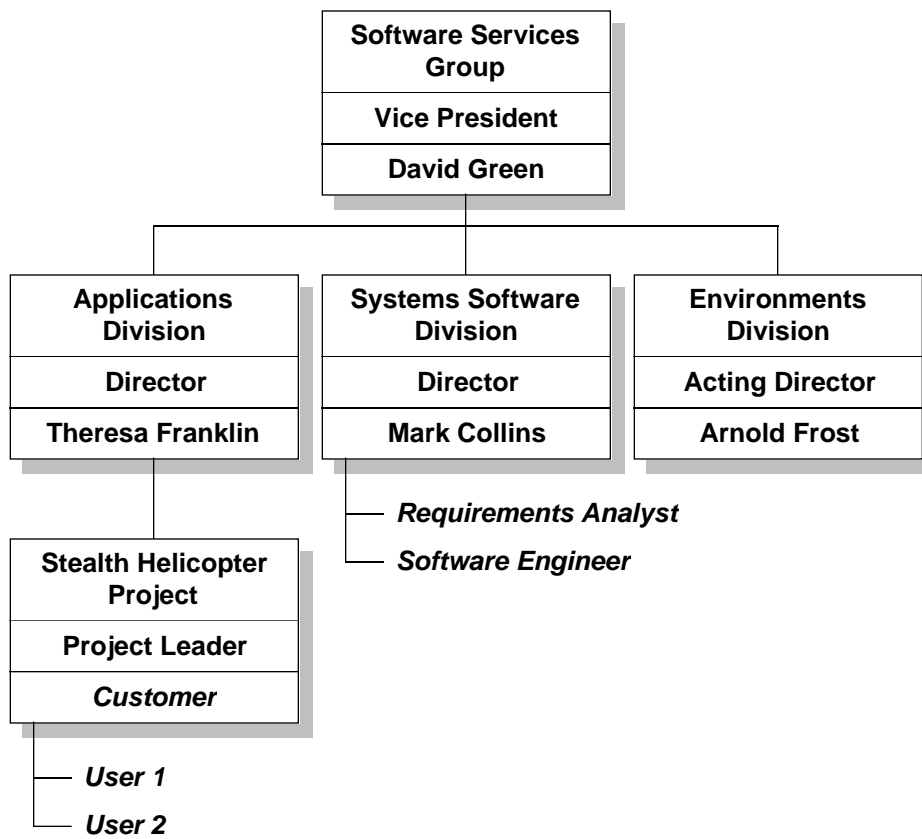 Software Services
Group
Vice President
David Green
Applications
Division
Director
Theresa Franklin
Systems Software
Division
Director
Mark Collins
Environments
Division
Acting Director
Arnold Frost
Requirements Analyst
Software Engineer
Stealth Helicopter
Project
Project Leader
Customer
User 1
User 2